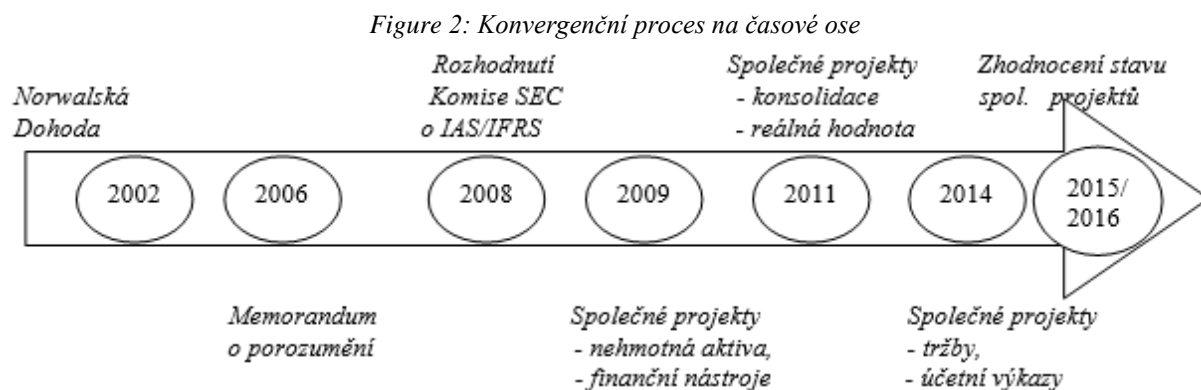 Figure 2: Konvergenční proces na časové ose
Norwalská
Dohoda
Rozhodnutí
Komise SEC
o IAS/IFRS
Společné projekty
- konsolidace
- reálná hodnota
Zhodnocení stavu
spol. projektů
2002
2006
2008
2009
2011
2014
2015/
2016
Memorandum
o porozumění
Společné projekty
- nehmotná aktiva,
- finanční nástroje
Společné projekty
- tržby,
- účetní výkazy